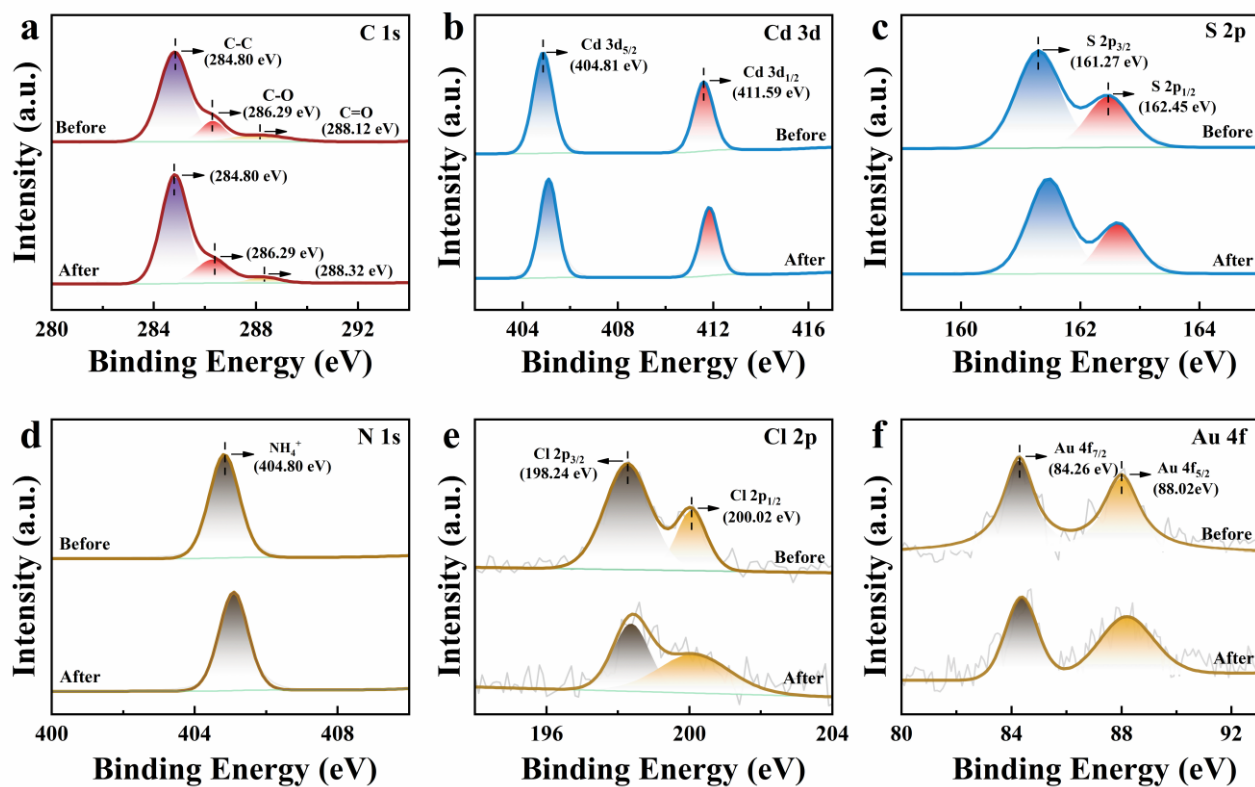 a
C 1s
C-C
(284.80 eV)
C-O
(286.29 eV)
C=O
(288.12 eV)
Before
(284.80 eV)
(286.29 eV)
(288.32 eV)
After
Intensity (a.u.)
280 284 288 292
Binding Energy (eV)
b
Cd 3d
Cd 3d5/2
(404.81 eV)
Cd 3d1/2
(411.59 eV)
Before
After
Intensity (a.u.)
404 408 412 416
Binding Energy (eV)
c
S 2p
S 2p3/2
(161.27 eV)
S 2p1/2
(162.45 eV)
Before
After
Intensity (a.u.)
160 162 164
Binding Energy (eV)
d
N 1s
NH4+
(404.80 eV)
Before
After
Intensity (a.u.)
400 404 408
Binding Energy (eV)
e
Cl 2p
Cl 2p3/2
(198.24 eV)
Cl 2p1/2
(200.02 eV)
Before
After
Intensity (a.u.)
196 200 204
Binding Energy (eV)
f
Au 4f
Au 4f7/2
(84.26 eV)
Au 4f5/2
(88.02eV)
Before
After
Intensity (a.u.)
80 84 88 92
Binding Energy (eV)